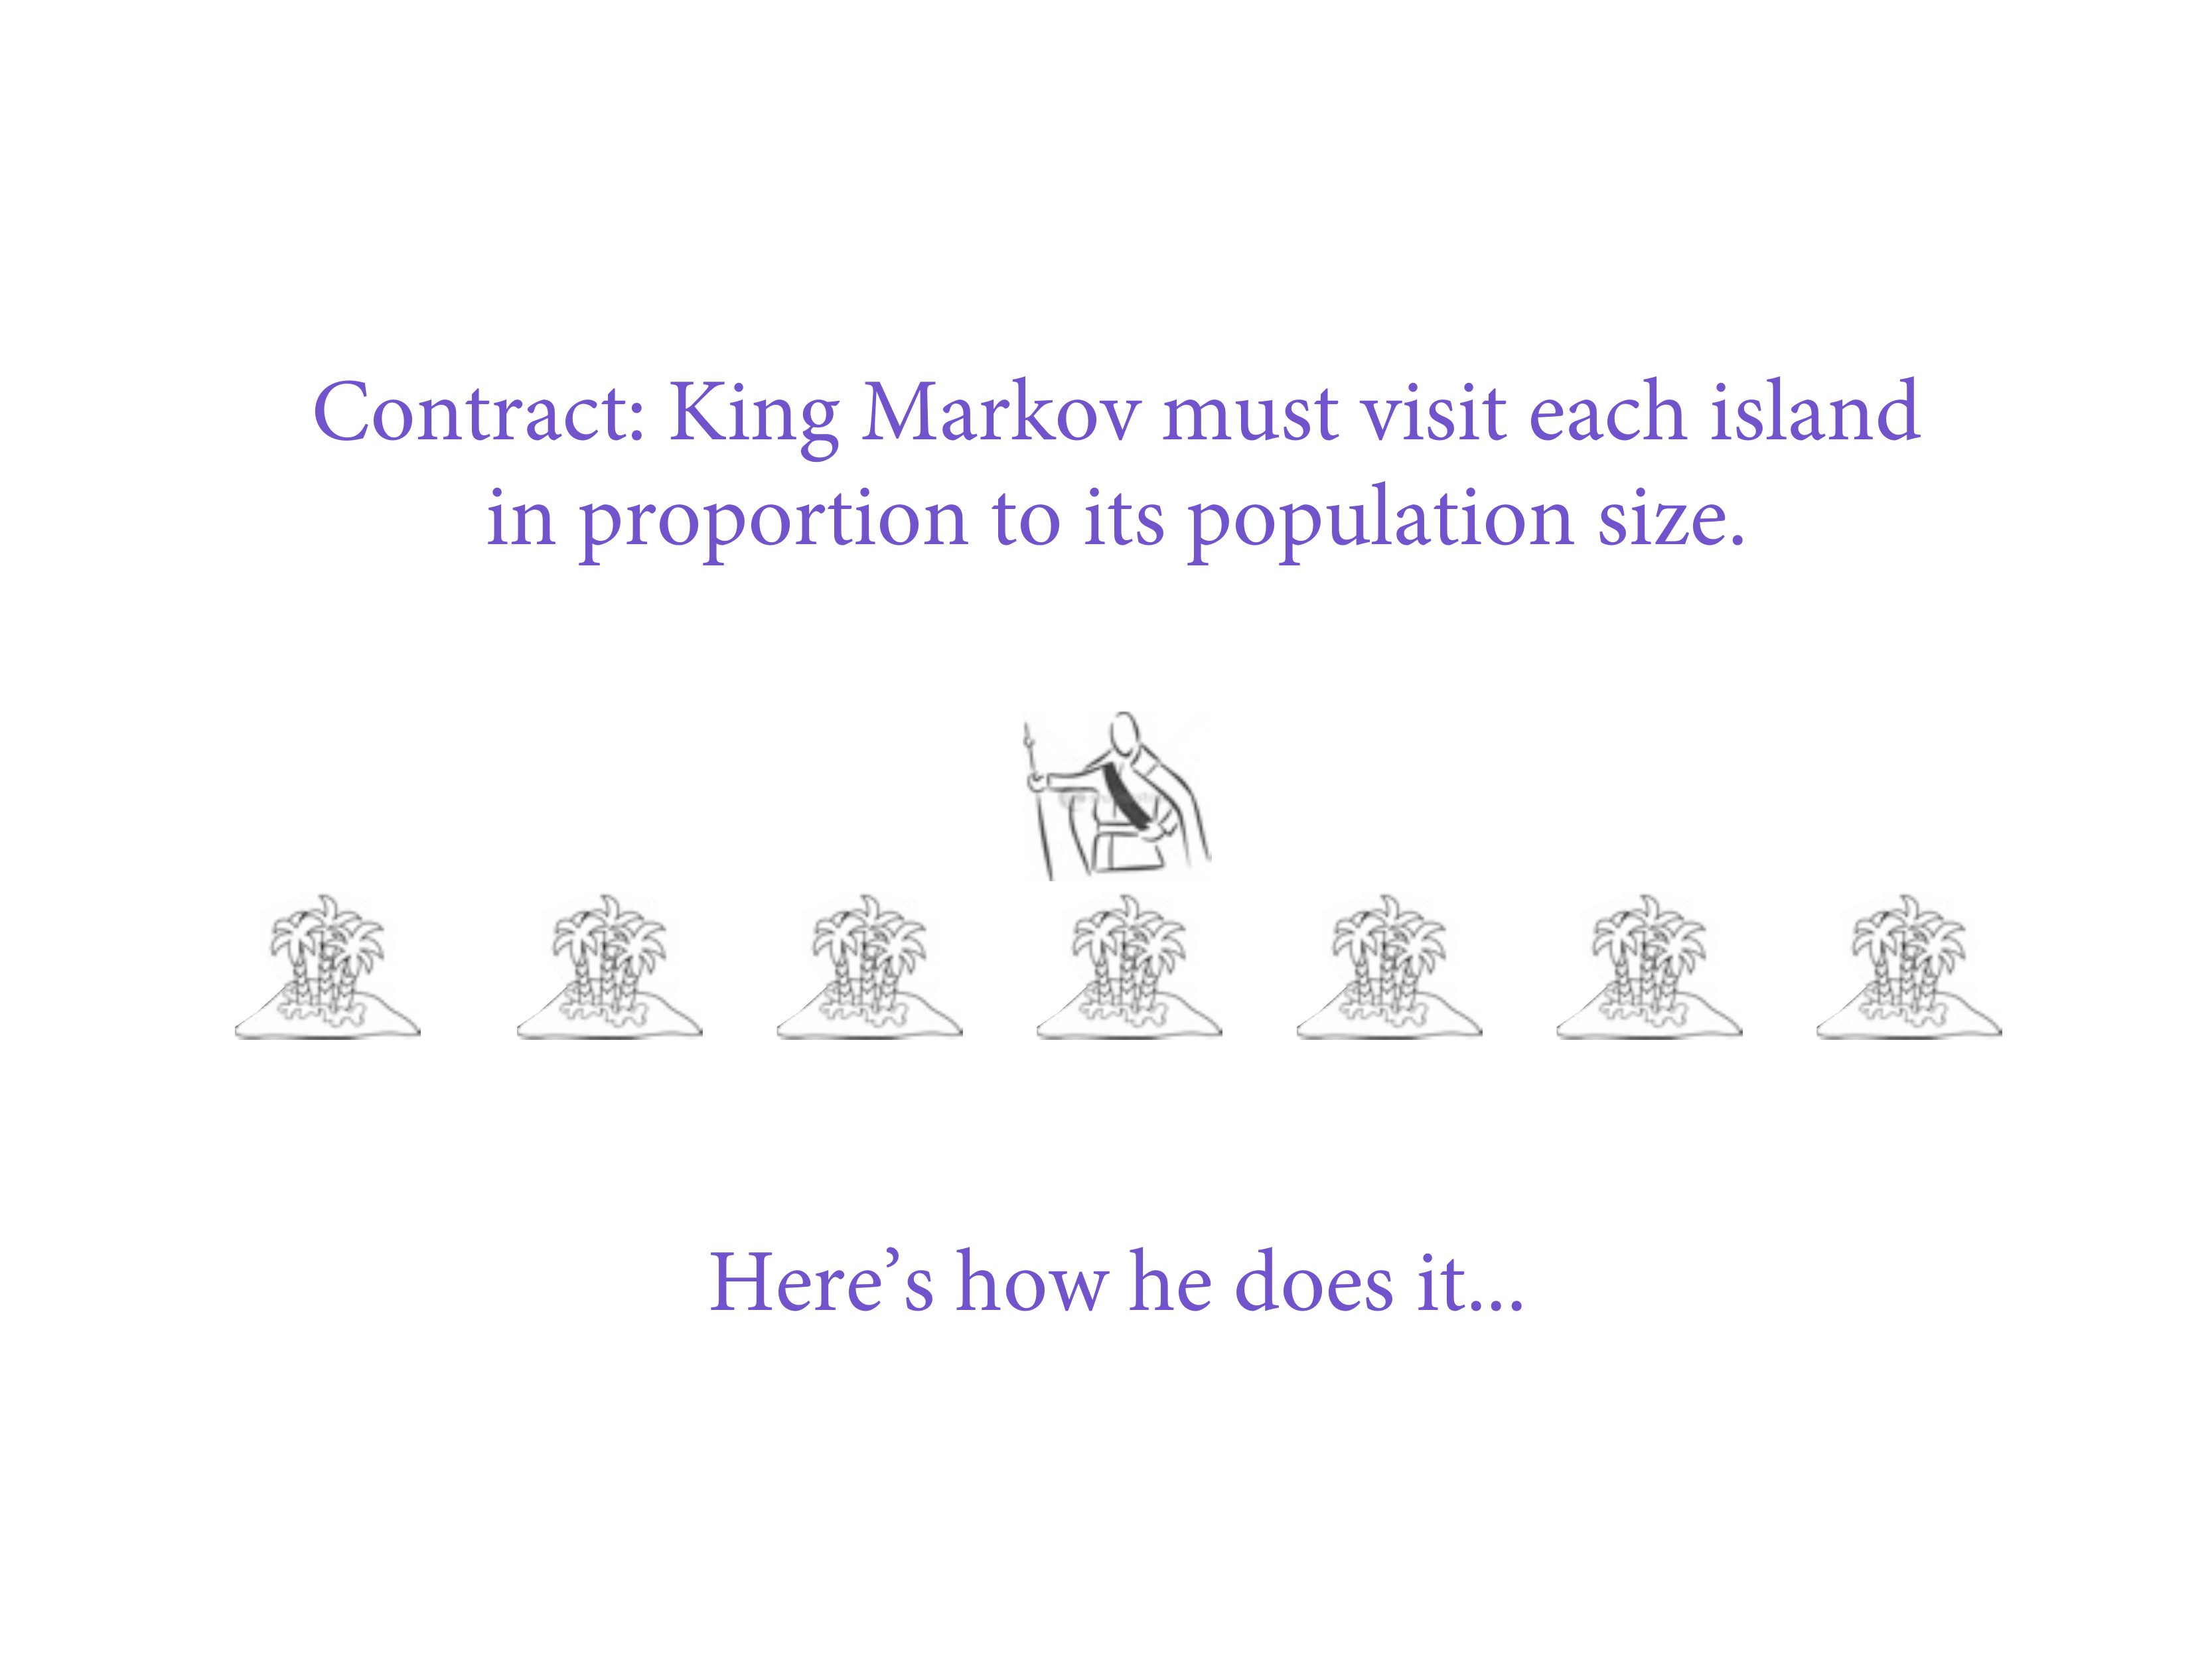 Contract: King Markov must visit each island
in proportion to its population size.
Here’s how he does it...